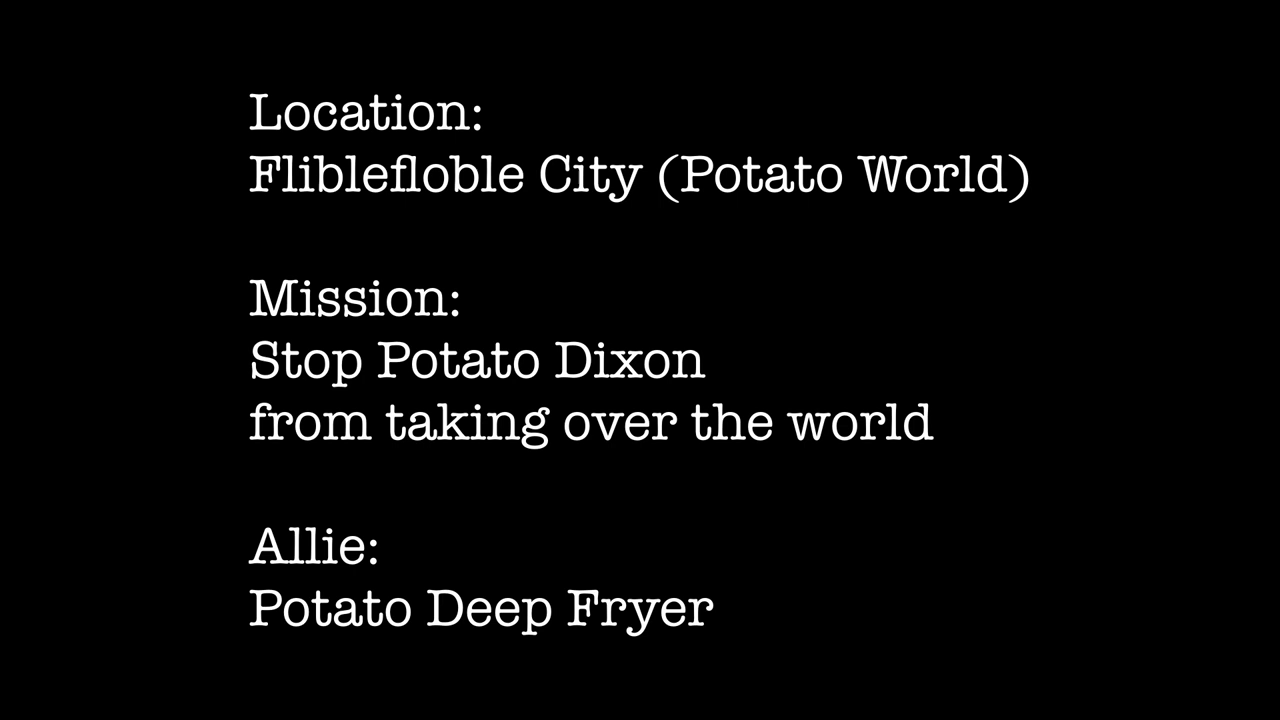 Location:
Fliblefloble City (Potato World)
Mission:
Stop Potato Dixon
from taking over the world
Allie:
Potato Deep Fryer